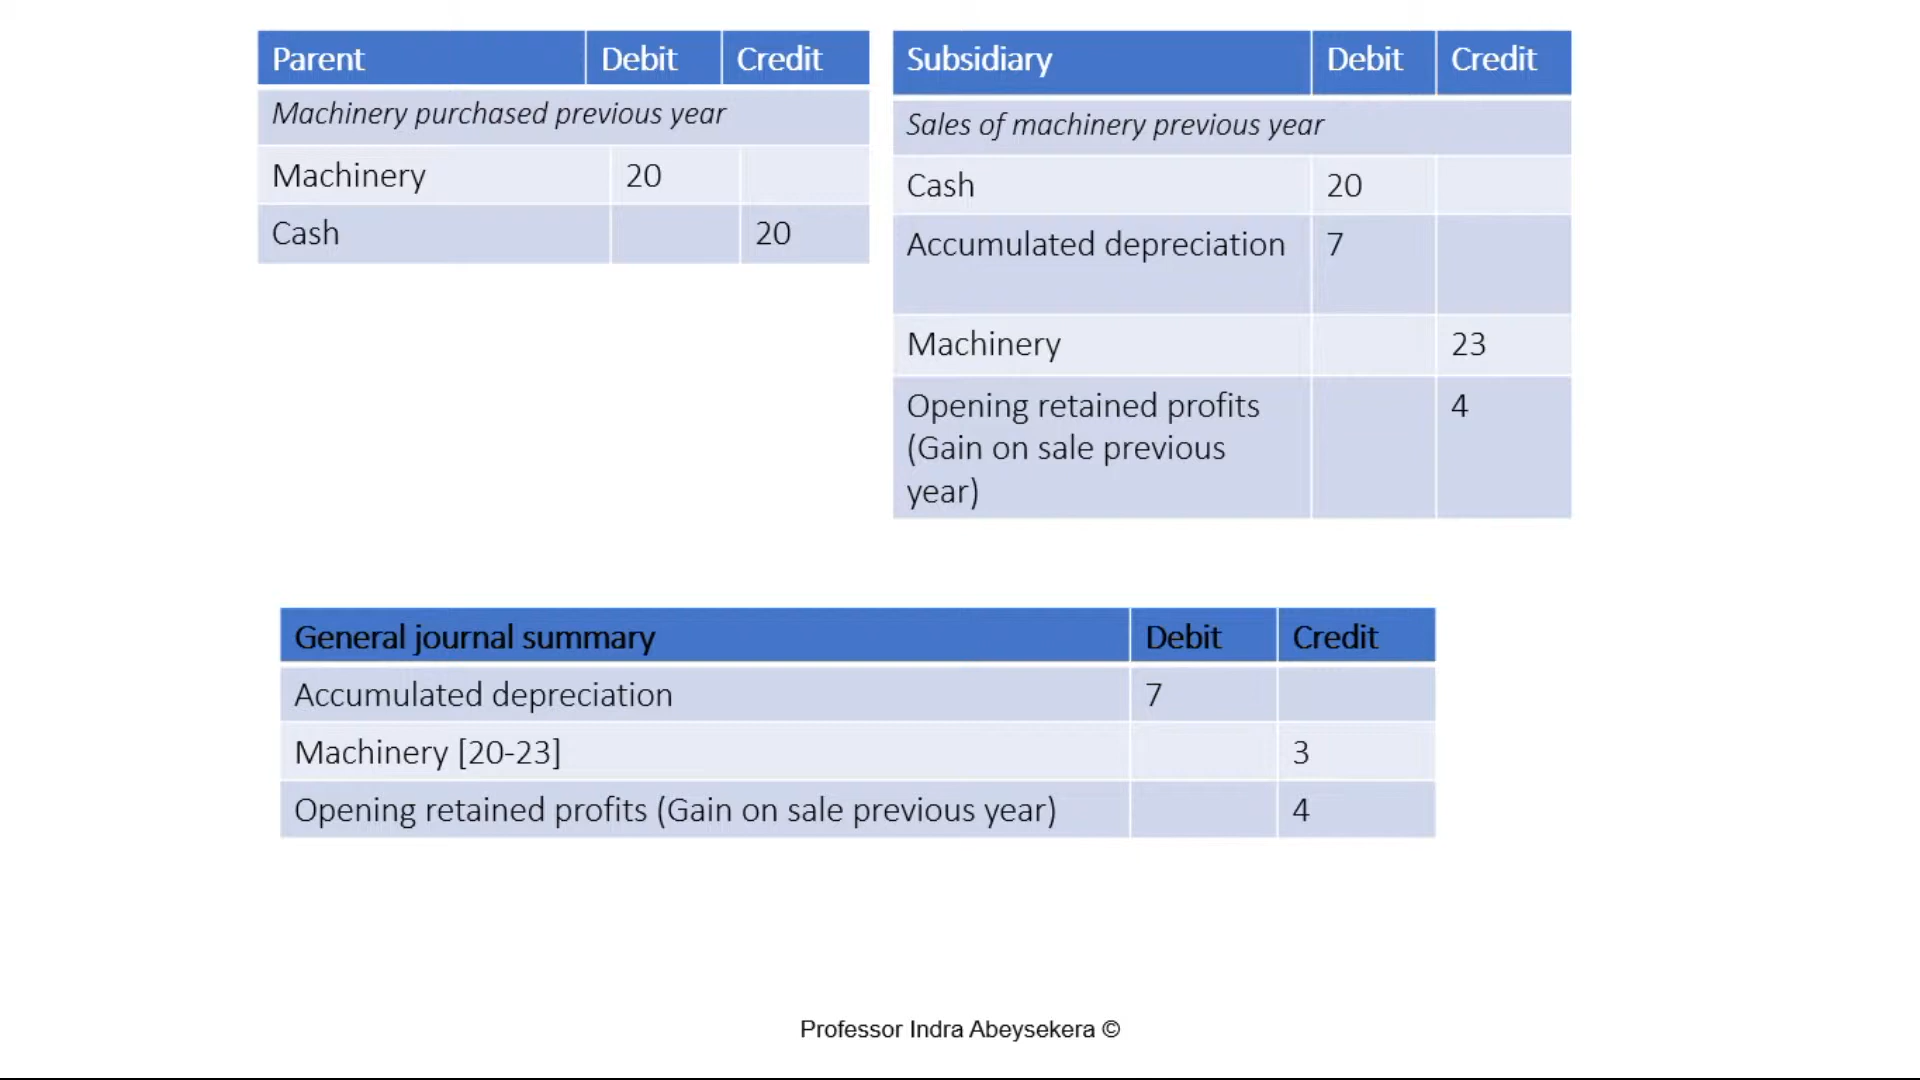 Parent Debit Credit
Machinery purchased previous year
Machinery 20
Cash 20
Subsidiary Debit Credit
Sales of machinery previous year
Cash 20
Accumulated depreciation 7
Machinery 23
Opening retained profits 4
(Gain on sale previous
year)
General journal summary Debit Credit
Accumulated depreciation 7
Machinery [20-23] 3
Opening retained profits (Gain on sale previous year) 4
Professor Indra Abeysekera ©